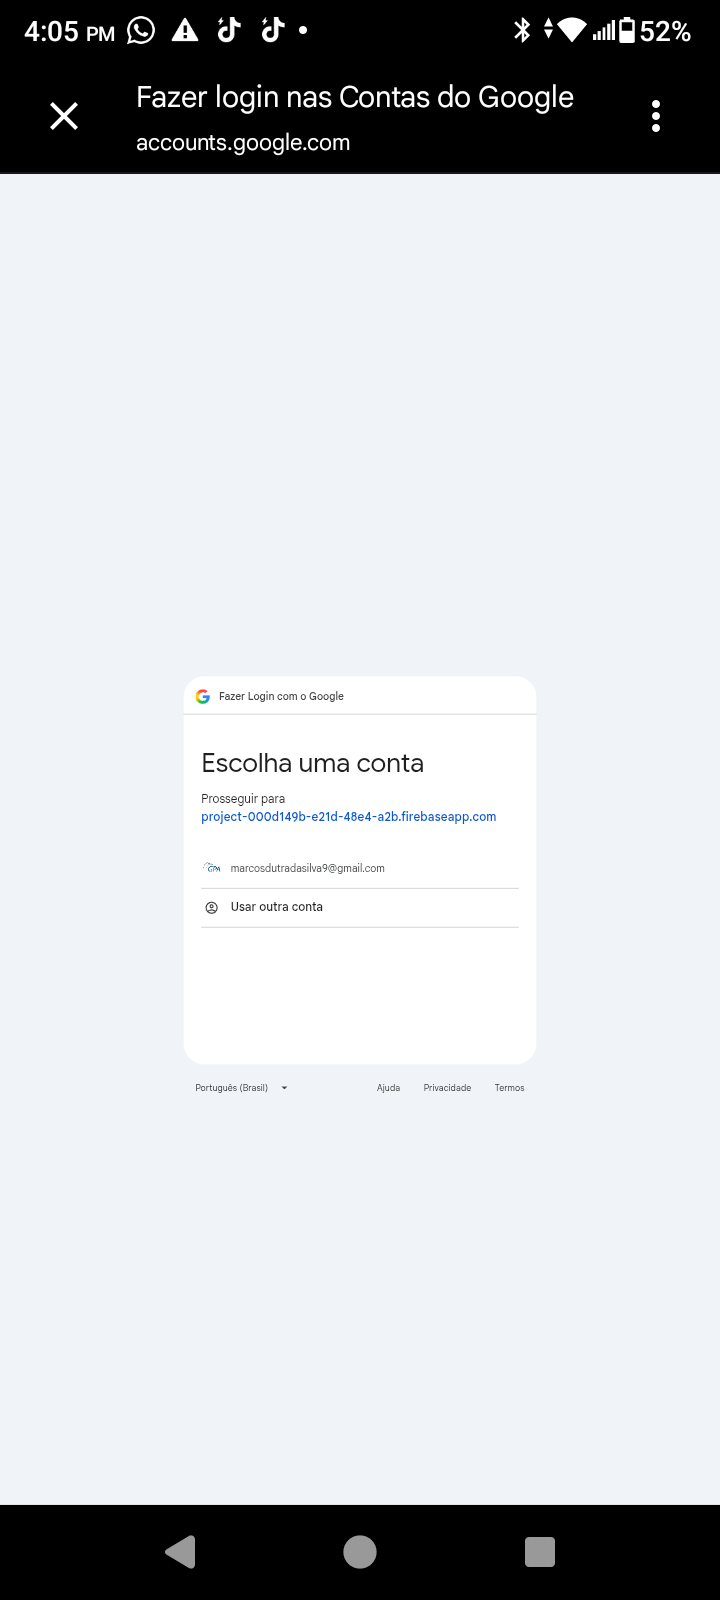 4:05 PM
52%
Fazer login nas Contas do Google
accounts.google.com
Fazer Login com o Google
Escolha uma conta
Prosseguir para
project-000d149b-e21d-48e4-a2b.firebaseapp.com
GPA
marcosdutradasilva9@gmail.com
Usar outra conta
Português (Brasil) Ajuda Privacidade Termos